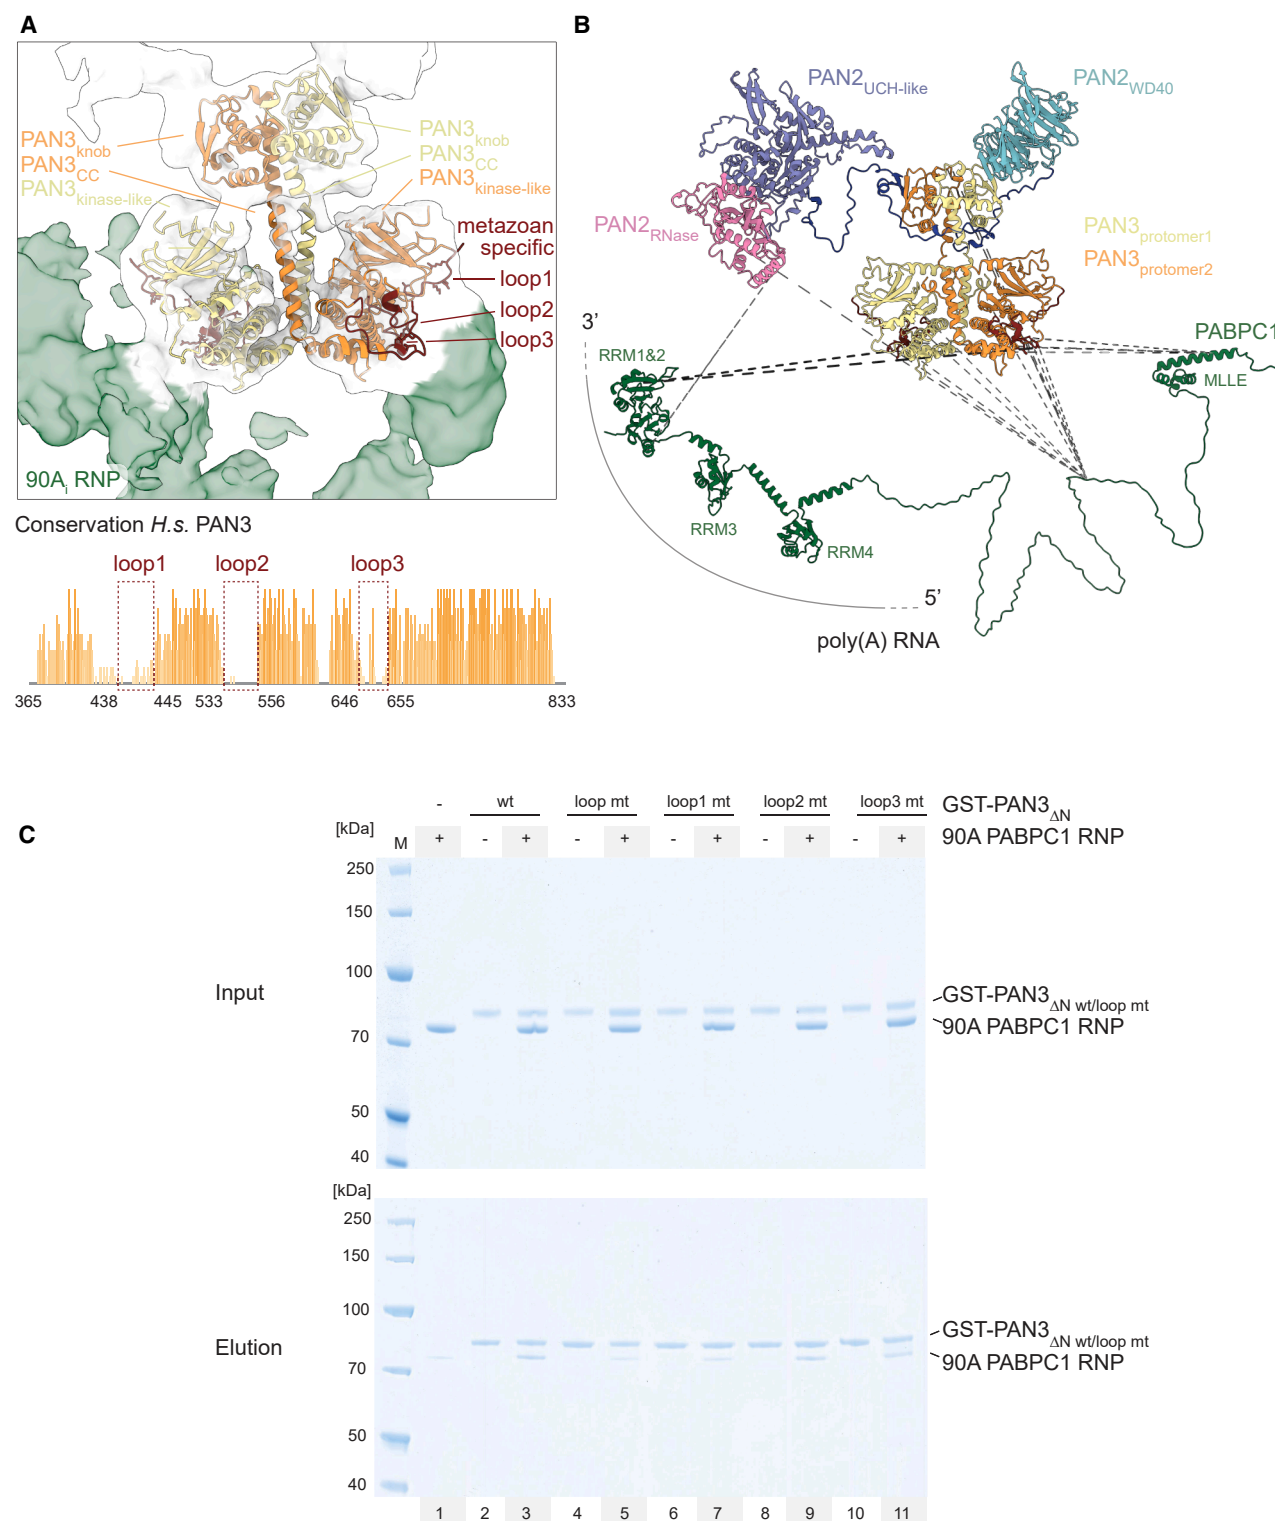 A
PAN3knob
PAN3CC
PAN3kinase-like
PAN3knob
PAN3CC
PAN3kinase-like
metazoan
specific
loop1
loop2
loop3
90Ai RNP
Conservation H.s. PAN3
loop1 loop2 loop3
365 438 445 533 556 646 655 833
B
PAN2UCH-like
PAN2WD40
PAN2RNase
PAN3protomer1
PAN3protomer2
3’
PABPC1
RRM1&2
MLLE
RRM3
RRM4
5’
poly(A) RNA
C
- wt loop mt loop1 mt loop2 mt loop3 mt GST-PAN3ΔN
[kDa] M + - + - + - + - + - + 90A PABPC1 RNP
250
150
100
70
50
40
Input
GST-PAN3ΔN wt/loop mt
90A PABPC1 RNP
[kDa]
250
150
100
70
50
40
Elution
GST-PAN3ΔN wt/loop mt
90A PABPC1 RNP
1 2 3 4 5 6 7 8 9 10 11